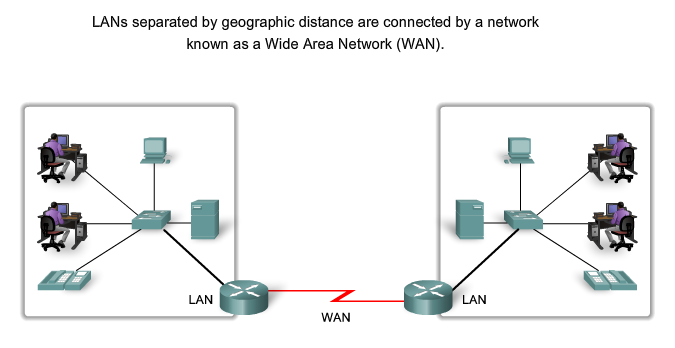 LANs separated by geographic distance are connected by a network
known as a Wide Area Network (WAN).
LAN
WAN
LAN